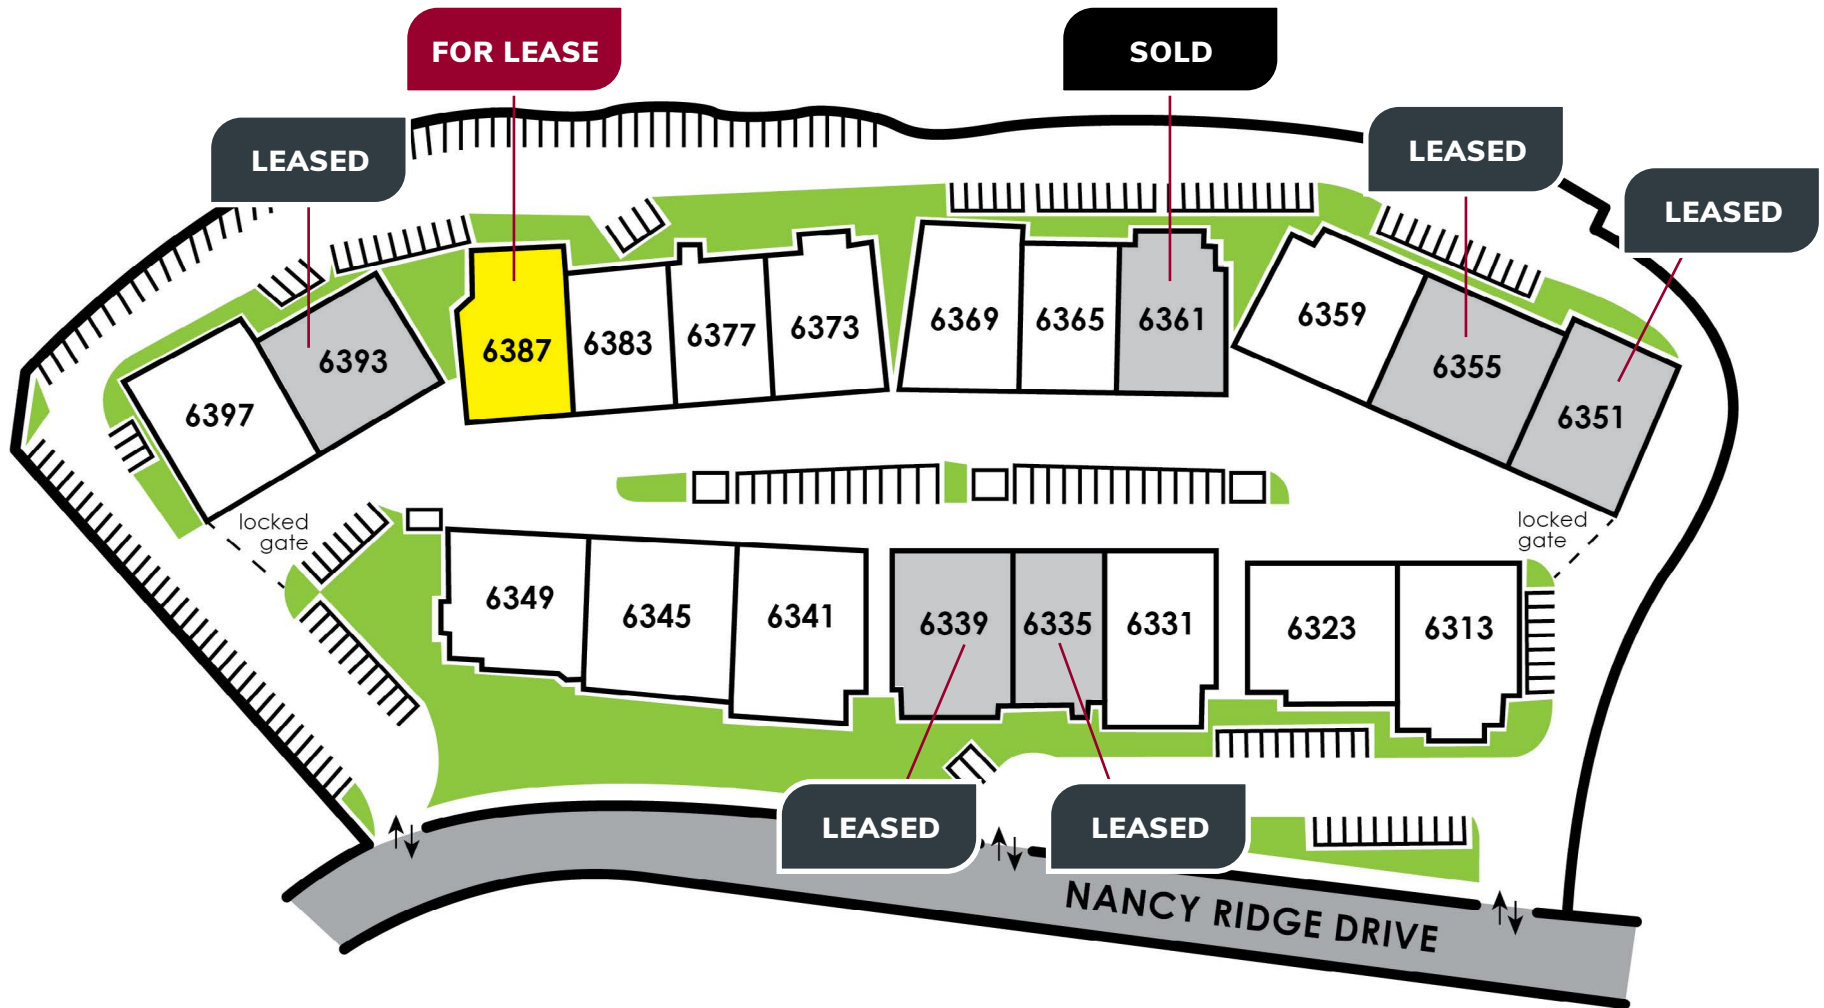 FOR LEASE
SOLD
LEASED
LEASED
LEASED
6397
6393
6387
6383
6377
6373
6369
6365
6361
6359
6355
6351
locked
gate
locked
gate
6349
6345
6341
6339
6335
6331
6323
6313
LEASED
LEASED
NANCY RIDGE DRIVE